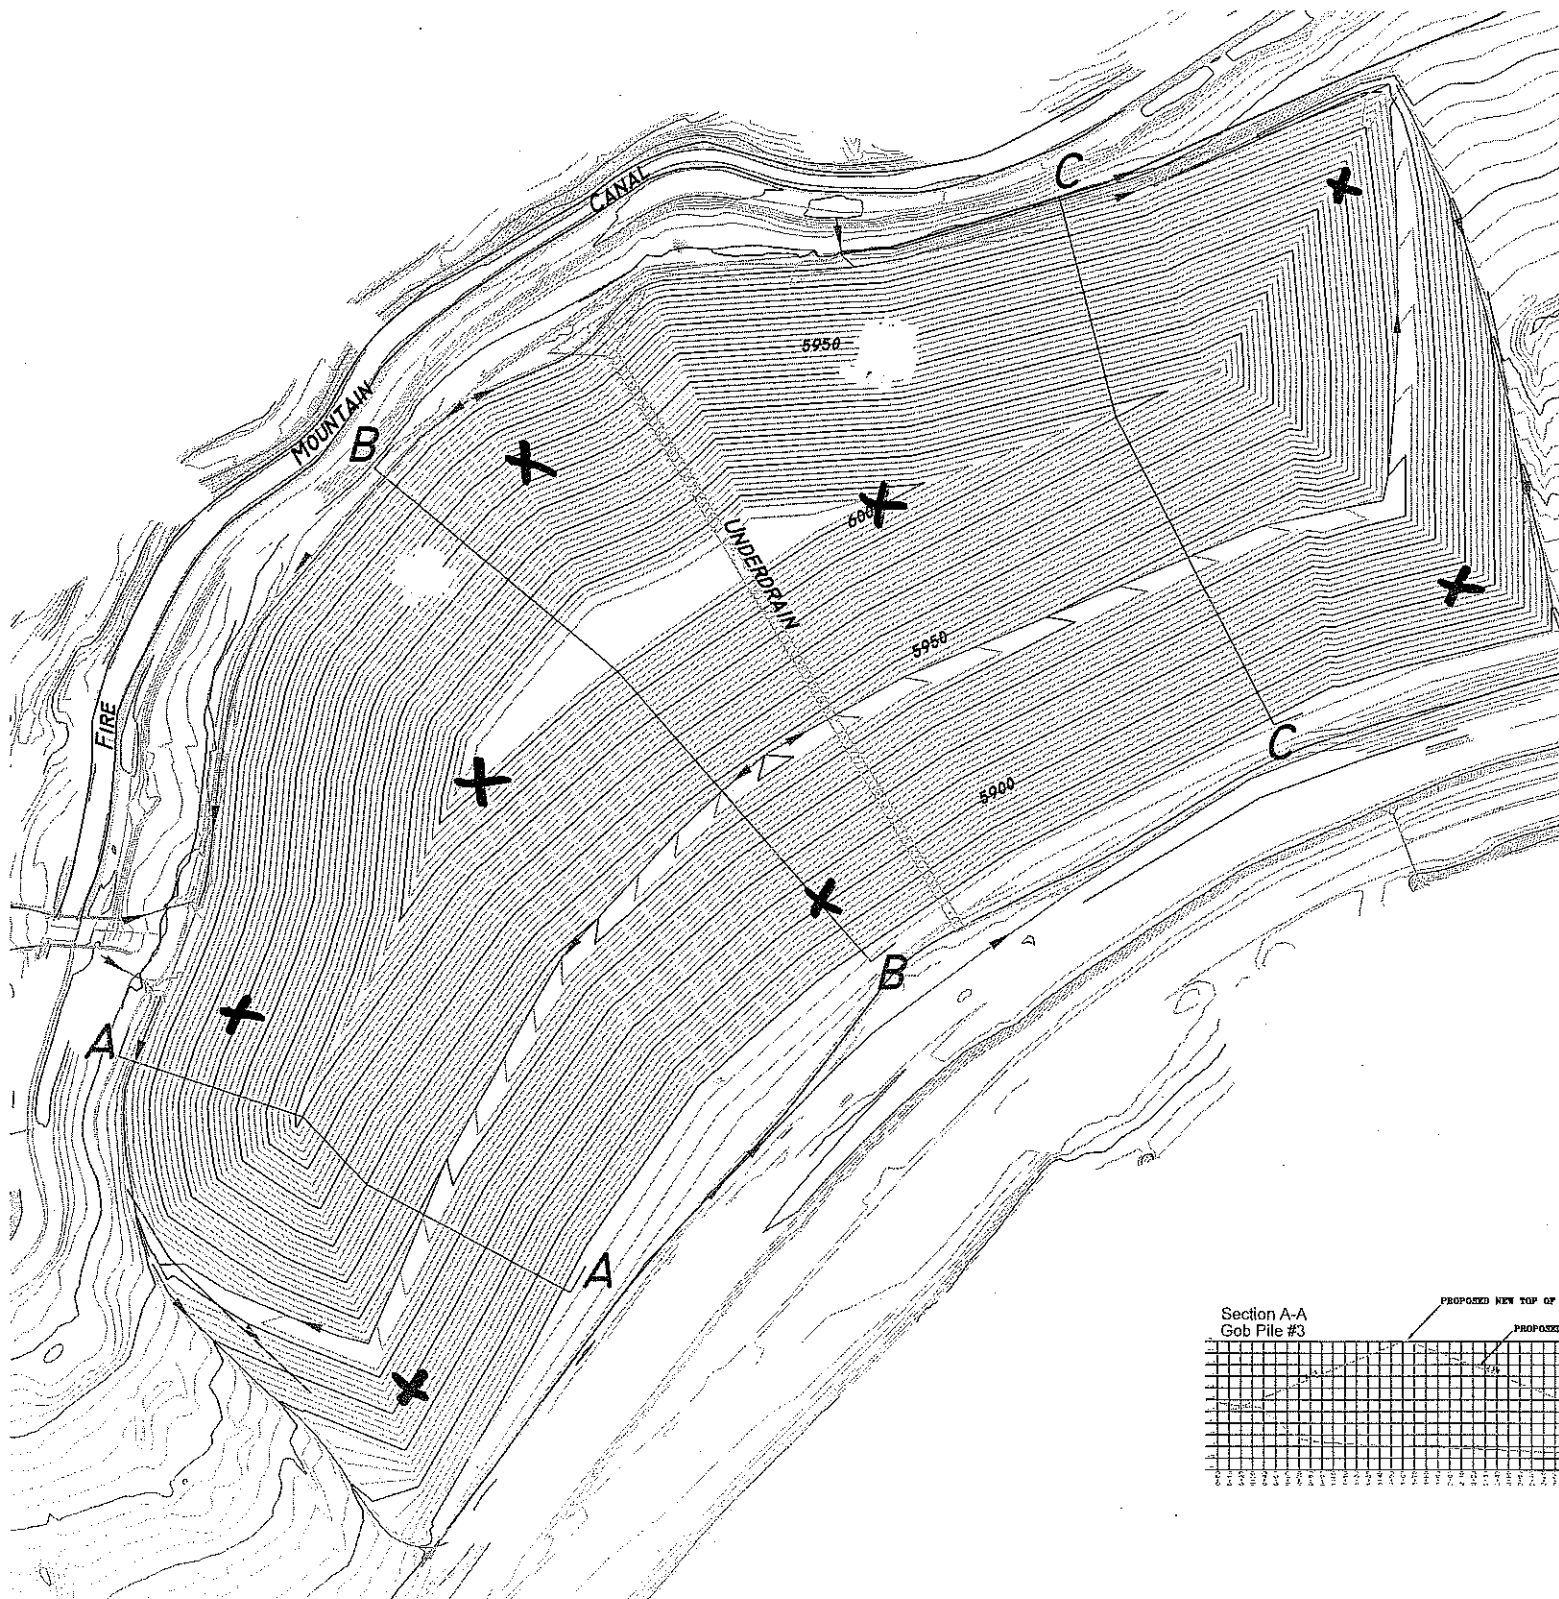 C
CANAL
5950
MOUNTAIN
B
600
UNDERDRAIN
5950
FIRE
C
5900
B
A
A
Section A-A
Gob Pile #3
PROPOSED NEW TOP OF
PROPOSED